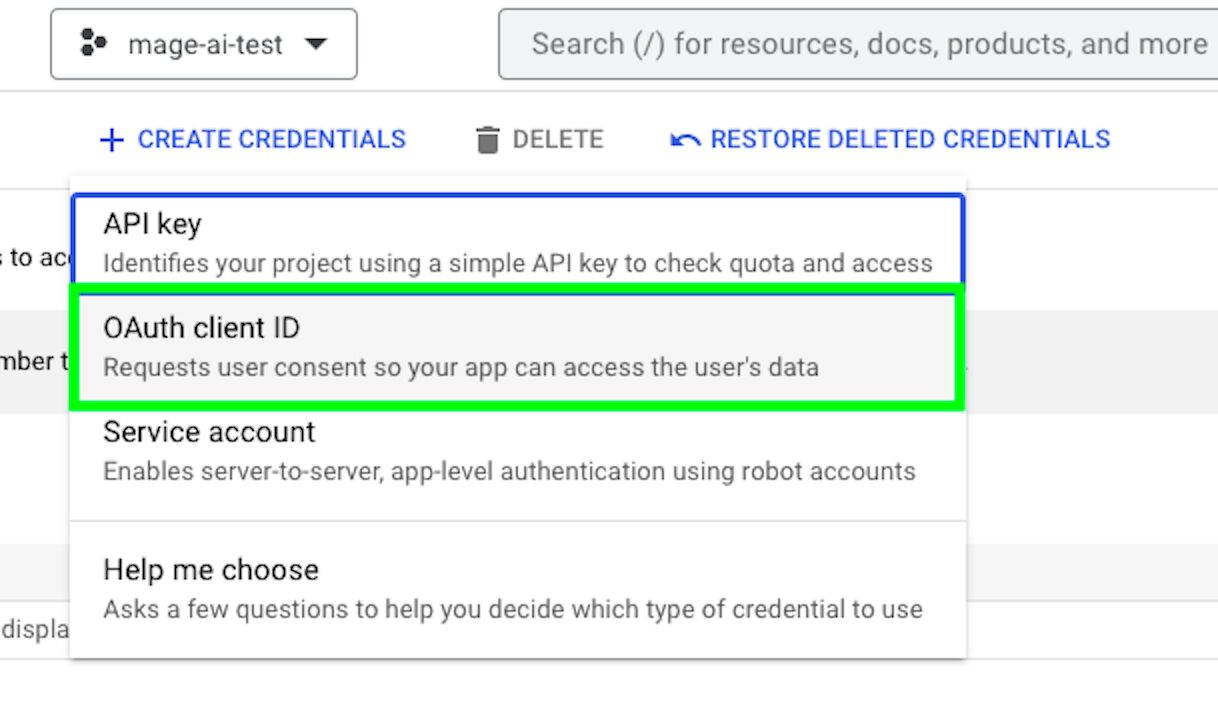 mage-ai-test
Search (/) for resources, docs, products, and more
CREATE CREDENTIALS
DELETE
RESTORE DELETED CREDENTIALS
API key
s to acc
Identifies your project using a simple API key to check quota and access
OAuth client ID
mber t
Requests user consent so your app can access the user's data
Service account
Enables server-to-server, app-level authentication using robot accounts
Help me choose
Asks a few questions to help you decide which type of credential to use
displa